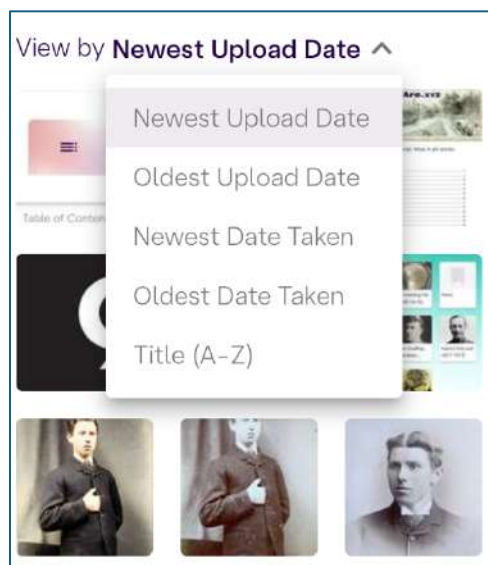 View by Newest Upload Date
Newest Upload Date
Oldest Upload Date
Newest Date Taken
Oldest Date Taken
Title (A-Z)
Table of